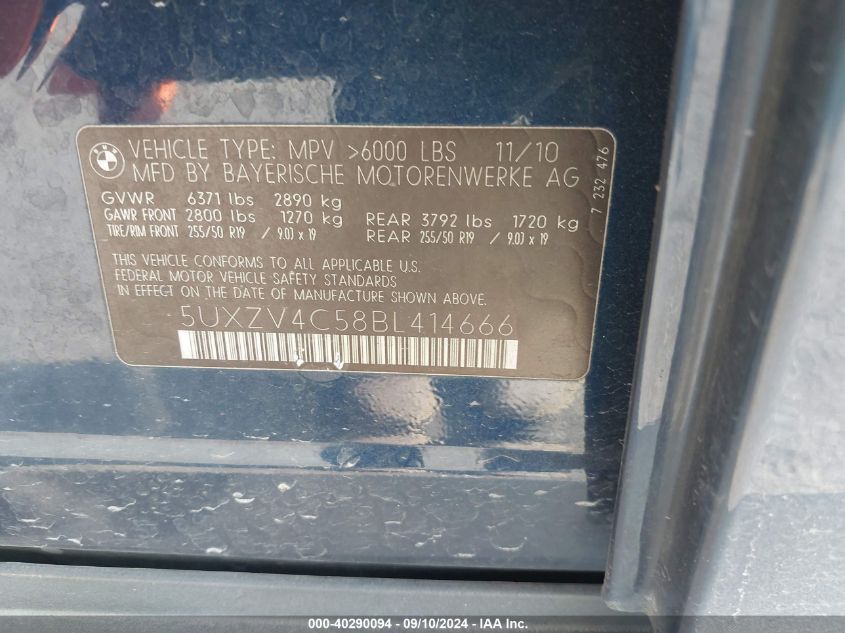 BMW
VEHICLE TYPE: MPV >6000 LBS 11/10
MFD BY BAYERISCHE MOTORENWERKE AG
GVWR 6371 lbs 2890 kg
GAWR FRONT 2800 lbs 1270 kg REAR 3792 lbs 1720 kg
TIRE/RIM FRONT 255/50 R19 / 9.0J x 19 REAR 255/50 R19 / 9.0J x 19
THIS VEHICLE CONFORMS TO ALL APPLICABLE U.S.
FEDERAL MOTOR VEHICLE SAFETY STANDARDS
IN EFFECT ON THE DATE OF MANUFACTURE SHOWN ABOVE.
5UXZV4C58BL414666
7 232 476
000-40290094 - 09/10/2024 - IAA Inc.